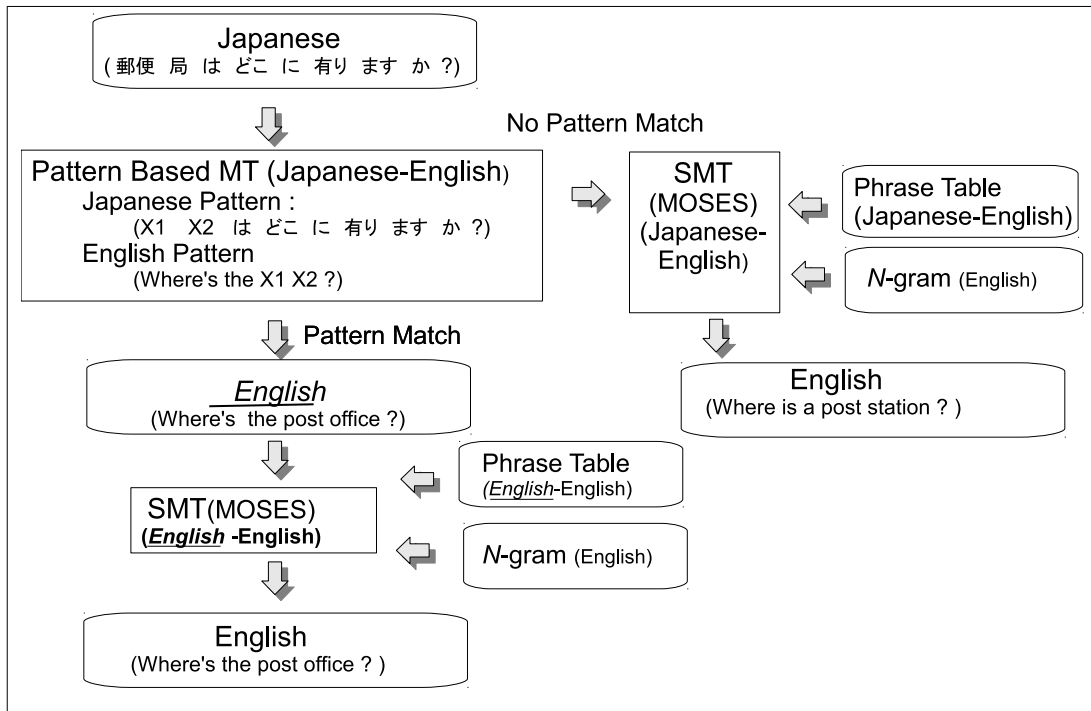 Japanese
(郵便 局 は どこ に 有り ます か ?)
No Pattern Match
Pattern Based MT (Japanese-English)
Japanese Pattern :
(X1 X2 は どこ に 有り ます か ?)
English Pattern
(Where's the X1 X2 ?)
SMT
(MOSES)
(Japanese-
English)
Phrase Table
(Japanese-English)
N-gram (English)
Pattern Match
English
(Where's the post office ?)
English
(Where is a post station ? )
Phrase Table
(English-English)
SMT(MOSES)
(English -English)
N-gram (English)
English
(Where's the post office ? )